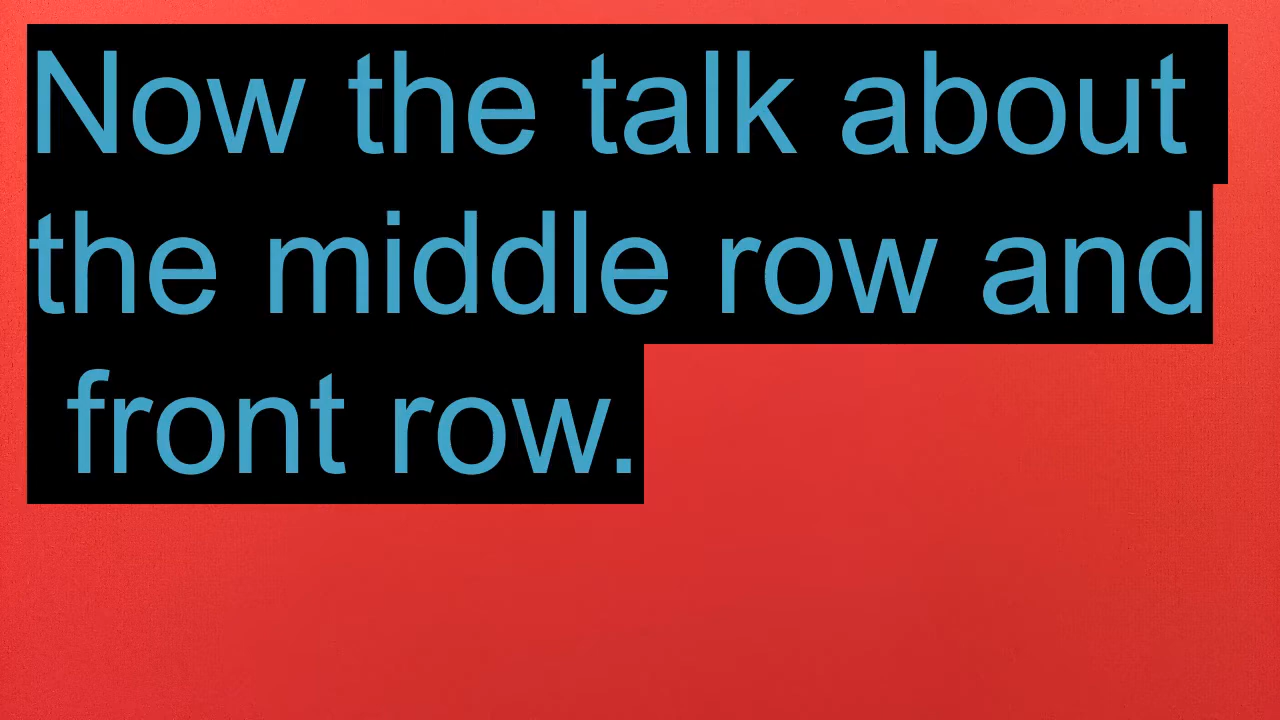 Now the talk about
the middle row and
front row.